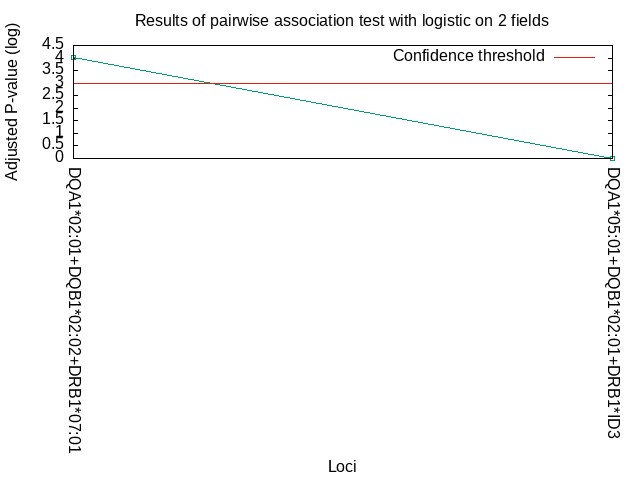 Results of pairwise association test with logistic on 2 fields
Adjusted P-value (log)
4.5
4
3.5
3
2.5
2
1.5
1
0.5
0
Confidence threshold
DQA1*02:01+DQB1*02:02+DRB1*07:01
DQA1*05:01+DQB1*02:01+DRB1*ID3
Loci